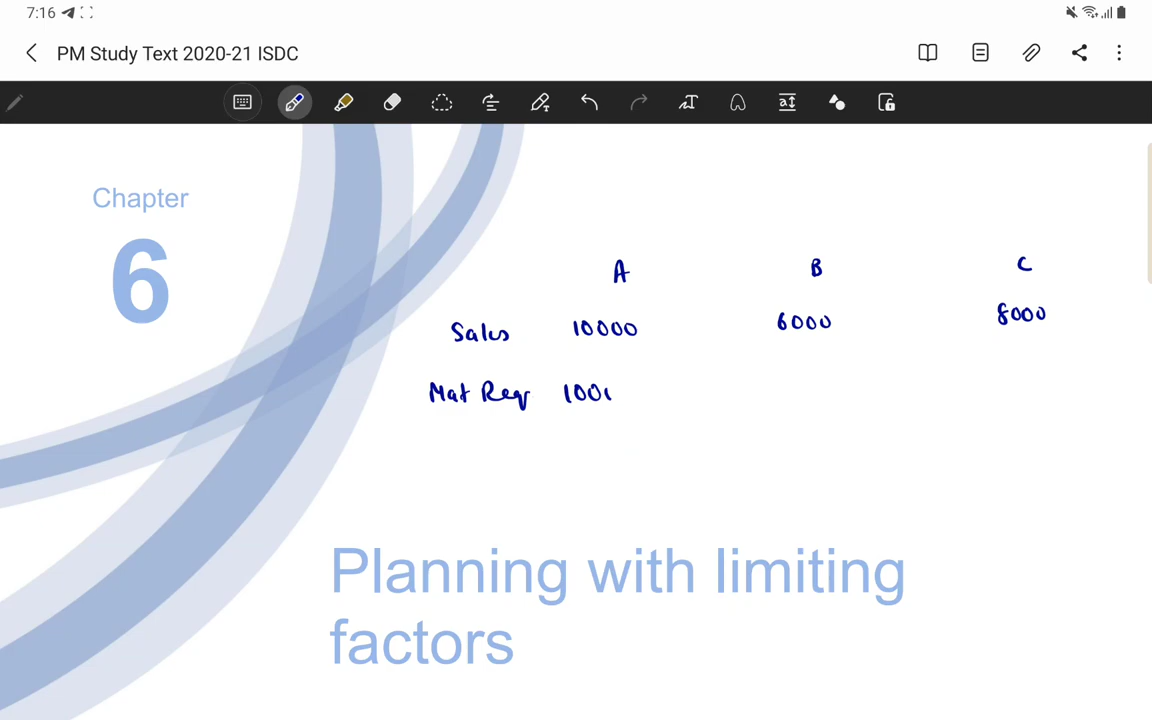 7:16
PM Study Text 2020-21 ISDC
Chapter
6
A B C
Sales 10000 6000 8000
Mat Req 100
Planning with limiting
factors